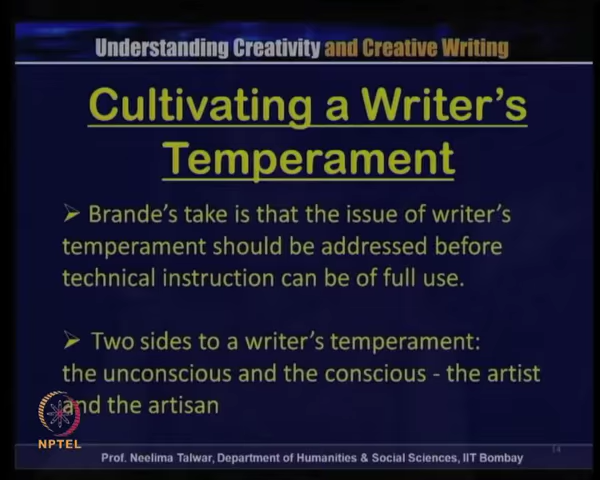 Understanding Creativity and Creative Writing
Cultivating a Writer's
Temperament
➢ Brande's take is that the issue of writer's
temperament should be addressed before
technical instruction can be of full use.
➢ Two sides to a writer's temperament:
the unconscious and the conscious - the artist
and the artisan
NPTEL
14
Prof. Neelima Talwar, Department of Humanities & Social Sciences, IIT Bombay